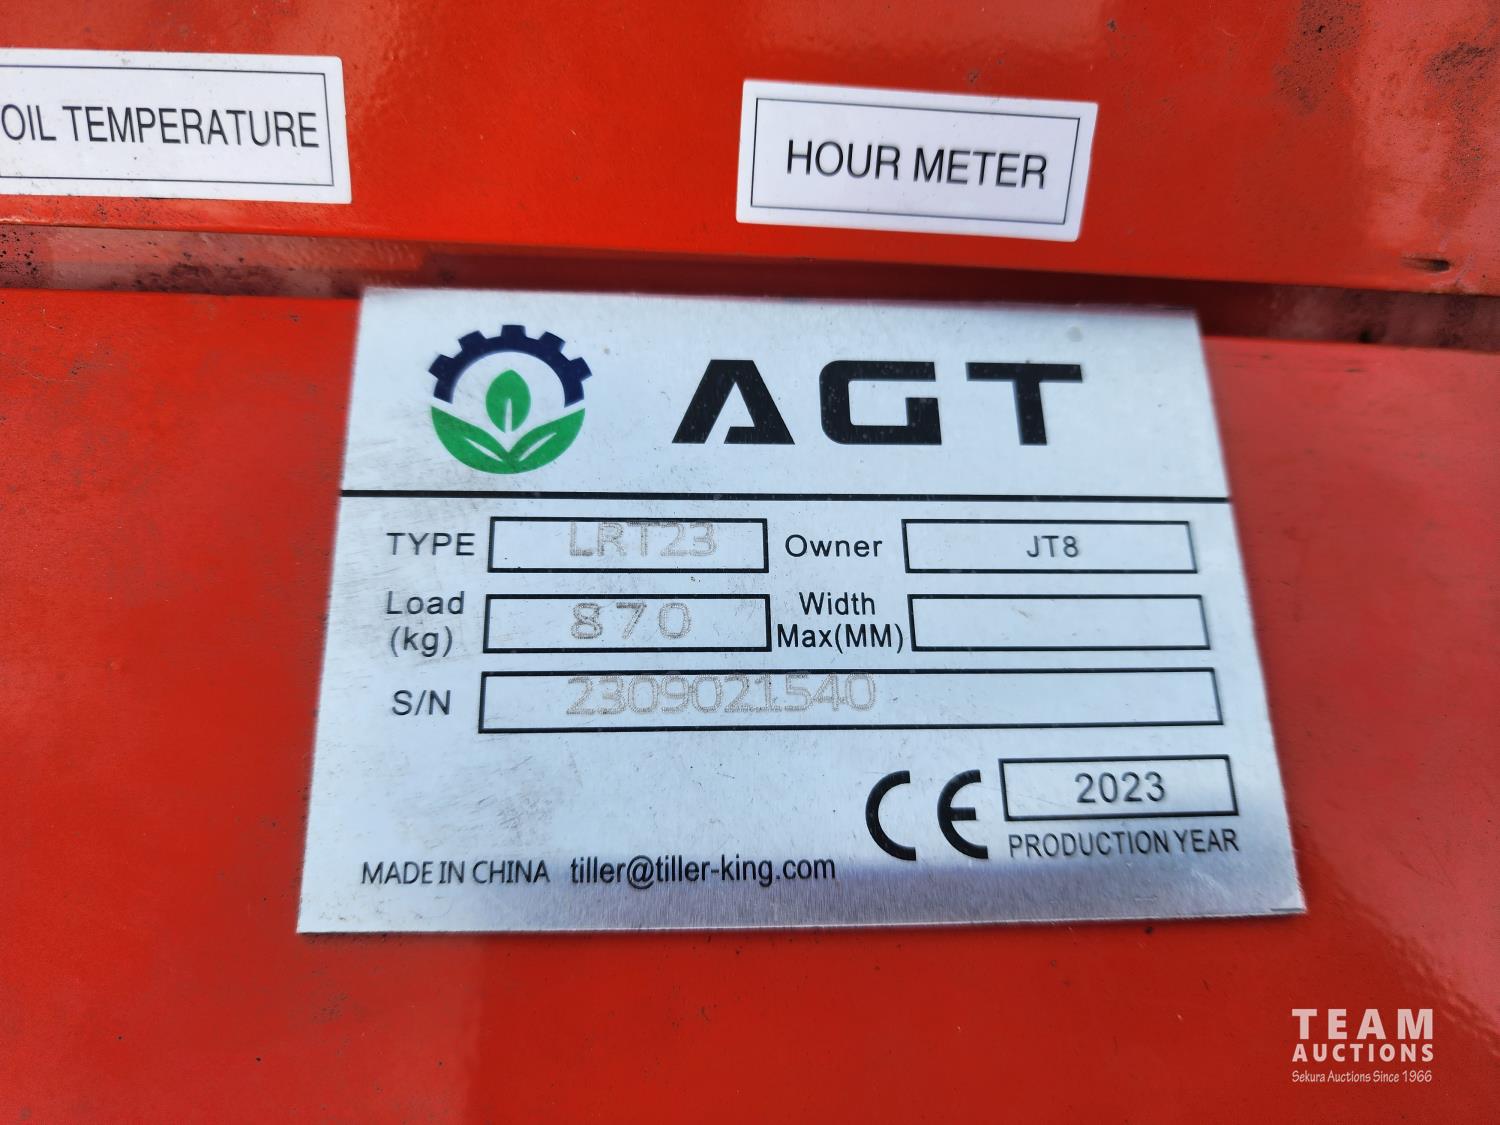 OIL TEMPERATURE
HOUR METER
AGT
TYPE LRT23 Owner JT8
Load (kg) 870 Width Max(MM)
S/N 2309021540
CE 2023
PRODUCTION YEAR
MADE IN CHINA tiller@tiller-king.com
TEAM
AUCTIONS
Sekura Auctions Since 1966